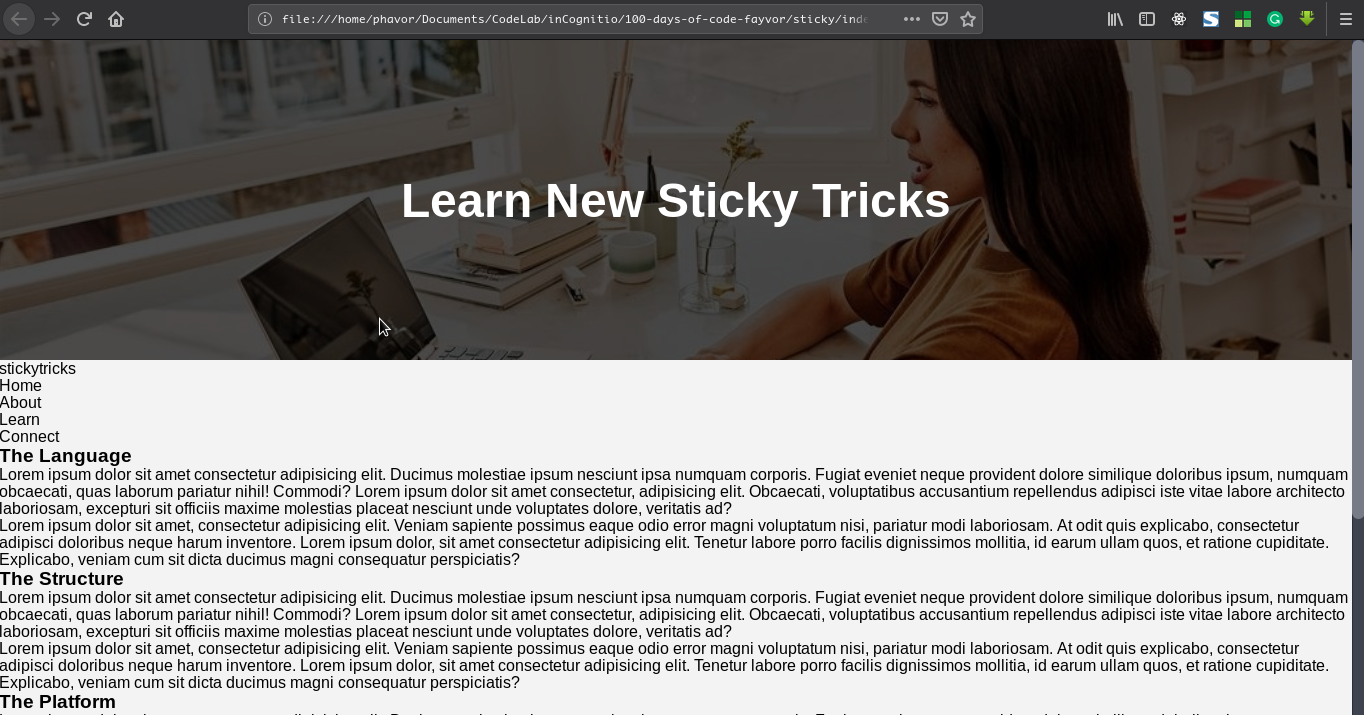 file:///home/phavor/Documents/CodeLab/inCognitio/100-days-of-code-fayvor/sticky/inde
Learn New Sticky Tricks
stickytricks
Home
About
Learn
Connect
The Language
Lorem ipsum dolor sit amet consectetur adipisicing elit. Ducimus molestiae ipsum nesciunt ipsa numquam corporis. Fugiat eveniet neque provident dolore similique doloribus ipsum, numquam
obcaecati, quas laborum pariatur nihil! Commodi? Lorem ipsum dolor sit amet consectetur, adipisicing elit. Obcaecati, voluptatibus accusantium repellendus adipisci iste vitae labore architecto
laboriosam, excepturi sit officiis maxime molestias placeat nesciunt unde voluptates dolore, veritatis ad?
Lorem ipsum dolor sit amet, consectetur adipisicing elit. Veniam sapiente possimus eaque odio error magni voluptatum nisi, pariatur modi laboriosam. At odit quis explicabo, consectetur
adipisci doloribus neque harum inventore. Lorem ipsum dolor, sit amet consectetur adipisicing elit. Tenetur labore porro facilis dignissimos mollitia, id earum ullam quos, et ratione cupiditate.
Explicabo, veniam cum sit dicta ducimus magni consequatur perspiciatis?
The Structure
Lorem ipsum dolor sit amet consectetur adipisicing elit. Ducimus molestiae ipsum nesciunt ipsa numquam corporis. Fugiat eveniet neque provident dolore similique doloribus ipsum, numquam
obcaecati, quas laborum pariatur nihil! Commodi? Lorem ipsum dolor sit amet consectetur, adipisicing elit. Obcaecati, voluptatibus accusantium repellendus adipisci iste vitae labore architecto
laboriosam, excepturi sit officiis maxime molestias placeat nesciunt unde voluptates dolore, veritatis ad?
Lorem ipsum dolor sit amet, consectetur adipisicing elit. Veniam sapiente possimus eaque odio error magni voluptatum nisi, pariatur modi laboriosam. At odit quis explicabo, consectetur
adipisci doloribus neque harum inventore. Lorem ipsum dolor, sit amet consectetur adipisicing elit. Tenetur labore porro facilis dignissimos mollitia, id earum ullam quos, et ratione cupiditate.
Explicabo, veniam cum sit dicta ducimus magni consequatur perspiciatis?
The Platform